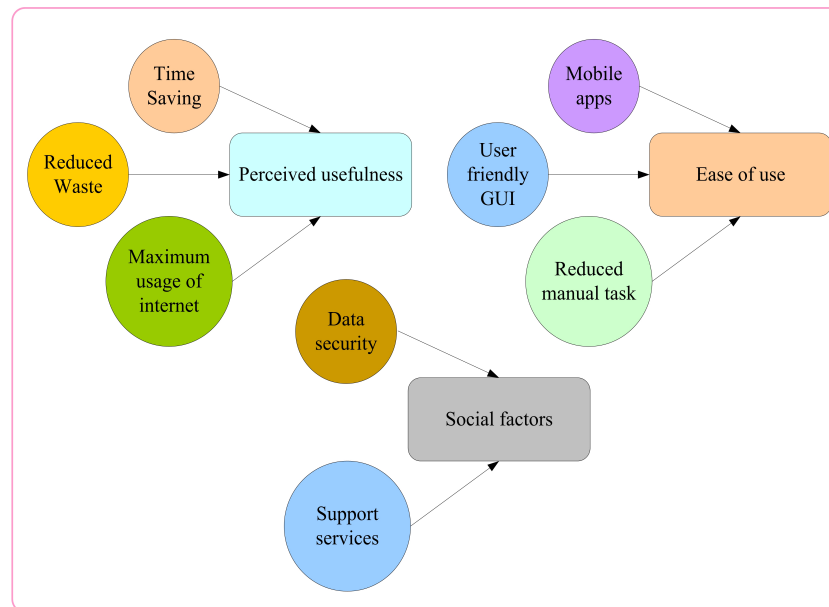 Time
Saving
Reduced
Waste
Perceived usefulness
Maximum
usage of
internet
Mobile
apps
User
friendly
GUI
Ease of use
Reduced
manual task
Data
security
Social factors
Support
services